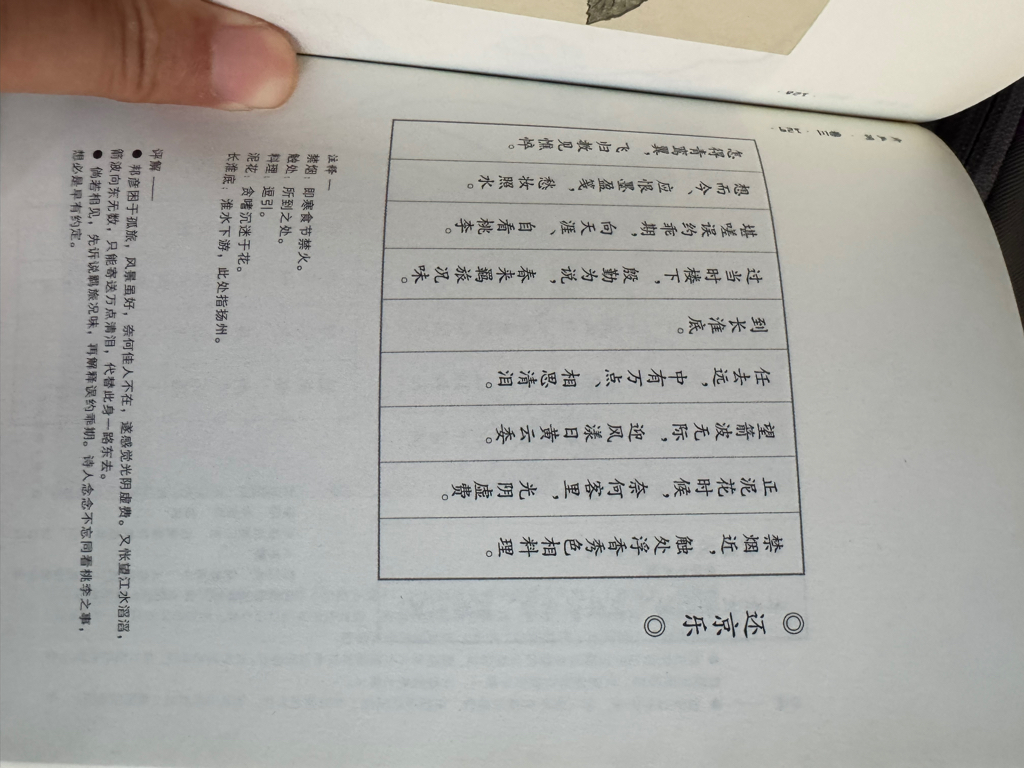 ◎还京乐◎
禁烟近，触处浮香秀色相料理。
正泥花时候，奈何客里，光阴虚费。
望箭波无际，迎风漾日黄云委。
任去远，中有万点、相思清泪。
到长淮底。
过当时楼下，殷勤为说，春来羁旅况味。
堪嗟误约乖期，向天涯、自看桃李。
想而今，应恨墨盈笺，愁妆照水。
怎得青鸾翼，飞归教见憔悴。
注释 —
禁烟：即寒食节禁火。
触处：所到之处。
料理：逗引。
泥花：贪嗜沉迷于花。
长淮底：淮水下游，此处指扬州。
评解 ——
● 邦彦困于孤旅，风景虽好，奈何佳人不在，遂感觉光阴虚费。又怅望江水滔滔，
箭波向东无数，只能寄送万点清泪，代替此身一路东去。
● 倘若相见，先诉说羁旅况味，再解释误约乖期。诗人念念不忘同看桃李之事，
想必是早有约定。